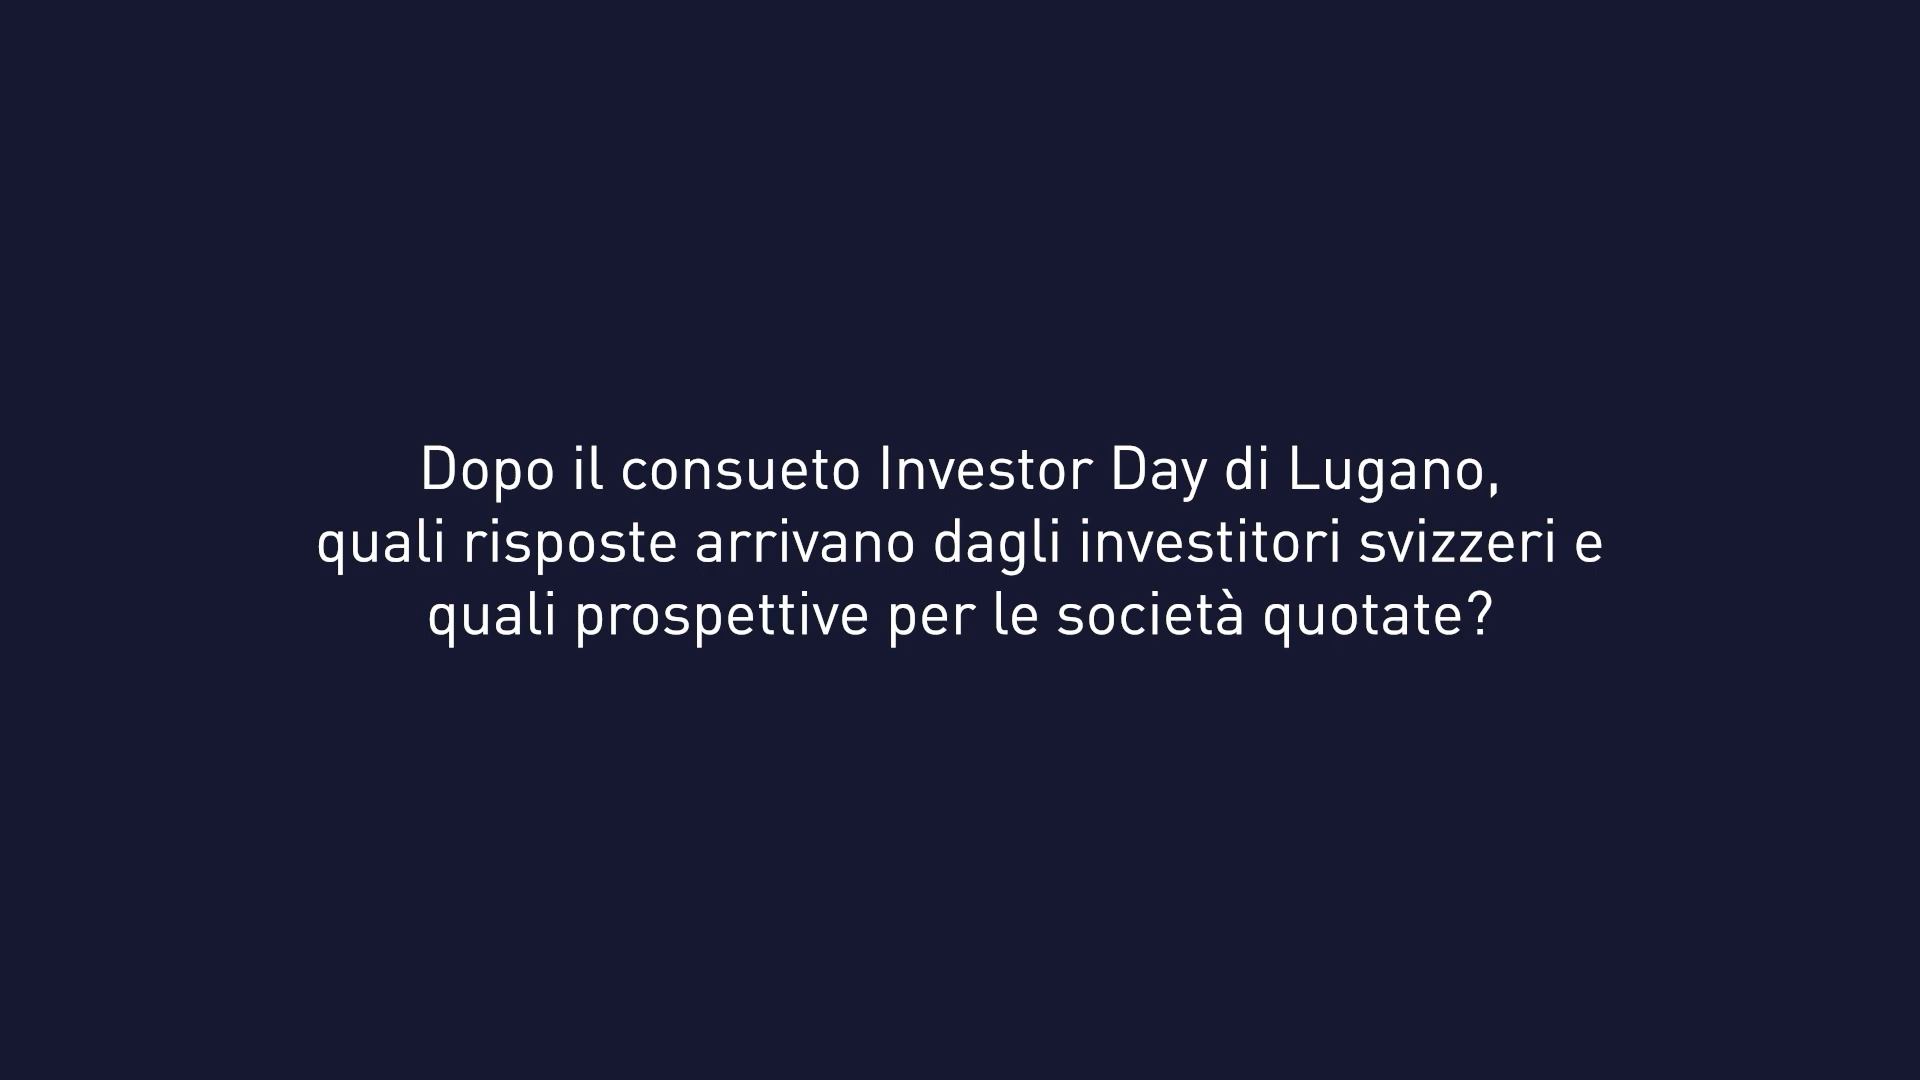 Dopo il consueto Investor Day di Lugano,
quali risposte arrivano dagli investitori svizzeri e
quali prospettive per le società quotate?